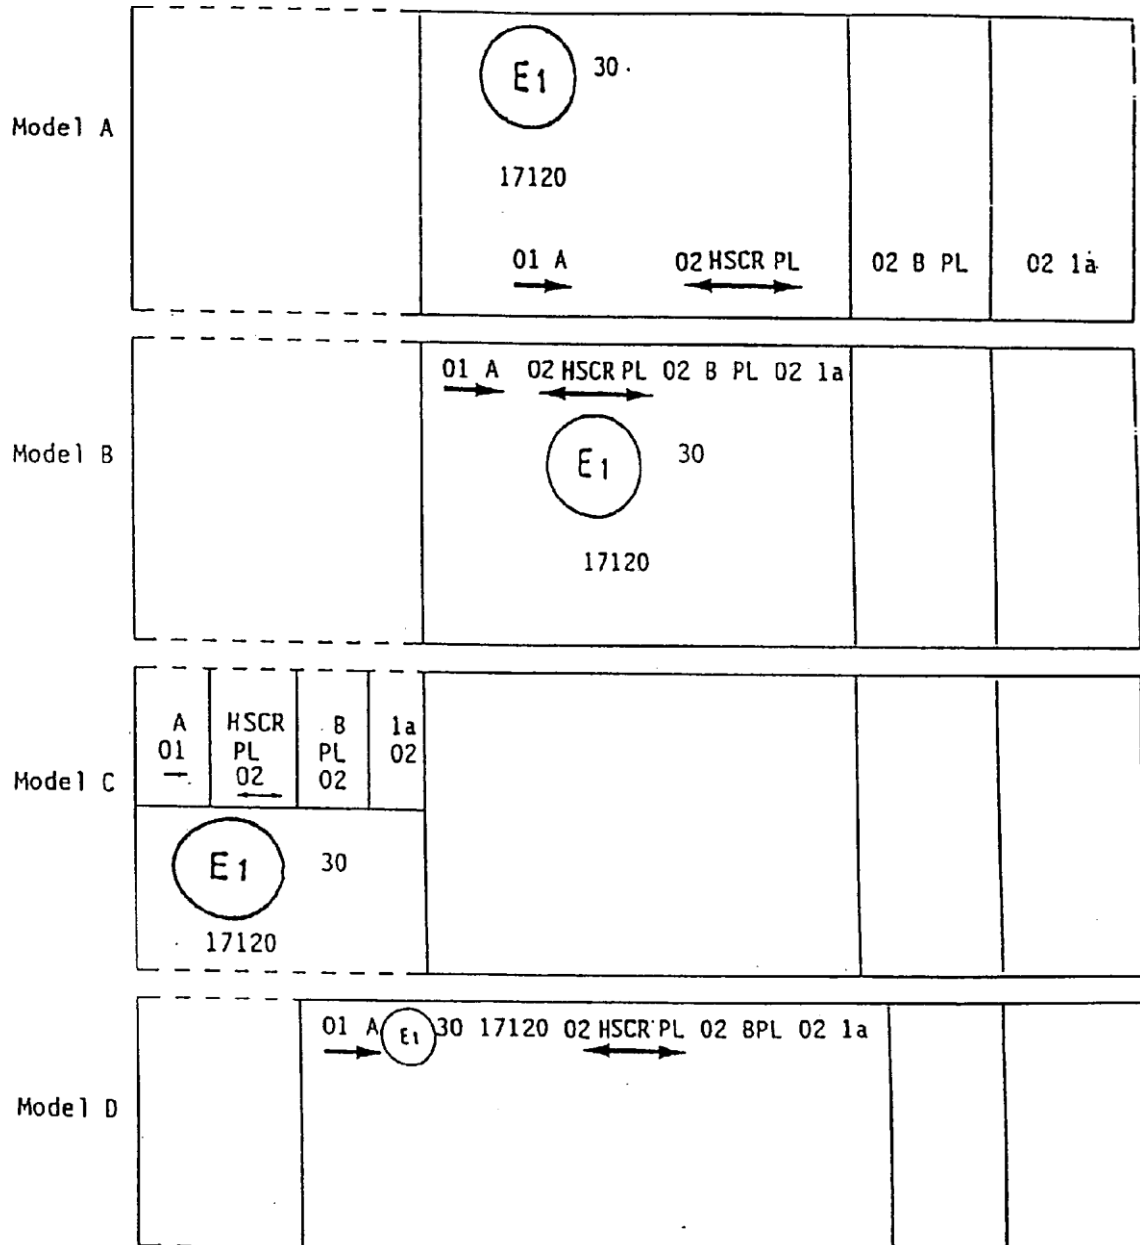 Model A
E1 30
17120
01 A 02 HSCR PL 02 B PL 02 1a
Model B
01 A 02 HSCR PL 02 B PL 02 1a
E1 30
17120
Model C
A HSCR B 1a
01 PL PL 02
02 02
E1 30
17120
Model D
01 A E1 30 17120 02 HSCR PL 02 BPL 02 1a